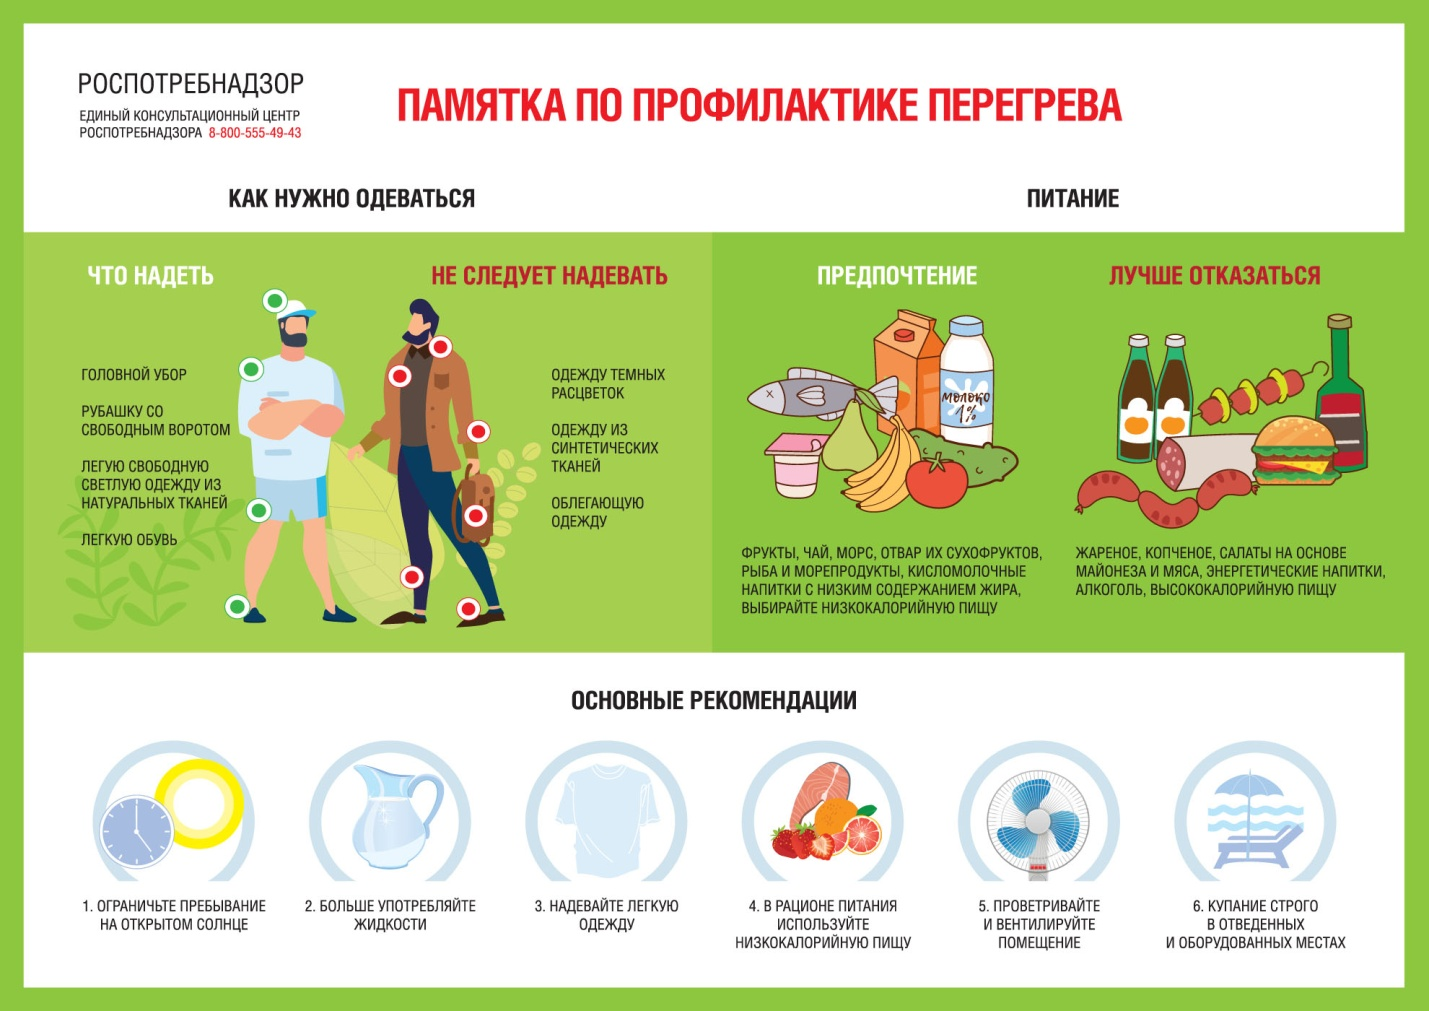 РОСПОТРЕБНАДЗОР
ЕДИНЫЙ КОНСУЛЬТАЦИОННЫЙ ЦЕНТР
РОСПОТРЕБНАДЗОРА 8-800-555-49-43
ПАМЯТКА ПО ПРОФИЛАКТИКЕ ПЕРЕГРЕВА
КАК НУЖНО ОДЕВАТЬСЯ
ЧТО НАДЕТЬ
ГОЛОВНОЙ УБОР
РУБАШКУ СО
СВОБОДНЫМ ВОРОТОМ
ЛЕГУЮ СВОБОДНУЮ
СВЕТЛУЮ ОДЕЖДУ ИЗ
НАТУРАЛЬНЫХ ТКАНЕЙ
ЛЕГКУЮ ОБУВЬ
НЕ СЛЕДУЕТ НАДЕВАТЬ
ОДЕЖДУ ТЕМНЫХ
РАСЦВЕТОК
ОДЕЖДУ ИЗ
СИНТЕТИЧЕСКИХ
ТКАНЕЙ
ОБЛЕГАЮЩУЮ
ОДЕЖДУ
ПИТАНИЕ
ПРЕДПОЧТЕНИЕ
МОЛОКО
1%
ФРУКТЫ, ЧАЙ, МОРС, ОТВАР ИХ СУХОФРУКТОВ,
РЫБА И МОРЕПРОДУКТЫ, КИСЛОМОЛОЧНЫЕ
НАПИТКИ С НИЗКИМ СОДЕРЖАНИЕМ ЖИРА,
ВЫБИРАЙТЕ НИЗКОКАЛОРИЙНУЮ ПИЩУ
ЛУЧШЕ ОТКАЗАТЬСЯ
ЖАРЕНОЕ, КОПЧЕНОЕ, САЛАТЫ НА ОСНОВЕ
МАЙОНЕЗА И МЯСА, ЭНЕРГЕТИЧЕСКИЕ НАПИТКИ,
АЛКОГОЛЬ, ВЫСОКОКАЛОРИЙНУЮ ПИЩУ
ОСНОВНЫЕ РЕКОМЕНДАЦИИ
1. ОГРАНИЧЬТЕ ПРЕБЫВАНИЕ
НА ОТКРЫТОМ СОЛНЦЕ
2. БОЛЬШЕ УПОТРЕБЛЯЙТЕ
ЖИДКОСТИ
3. НАДЕВАЙТЕ ЛЕГКУЮ
ОДЕЖДУ
4. В РАЦИОНЕ ПИТАНИЯ
ИСПОЛЬЗУЙТЕ
НИЗКОКАЛОРИЙНУЮ ПИЩУ
5. ПРОВЕТРИВАЙТЕ
И ВЕНТИЛИРУЙТЕ
ПОМЕЩЕНИЕ
6. КУПАНИЕ СТРОГО
В ОТВЕДЕННЫХ
И ОБОРУДОВАННЫХ МЕСТАХ